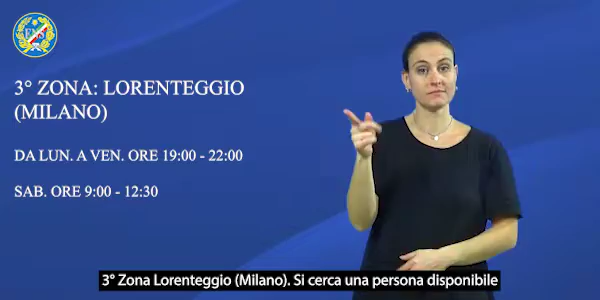 ENS
3° ZONA: LORENTEGGIO
(MILANO)
DA LUN. A VEN. ORE 19:00 - 22:00
SAB. ORE 9:00 - 12:30
3° Zona Lorenteggio (Milano). Si cerca una persona disponibile